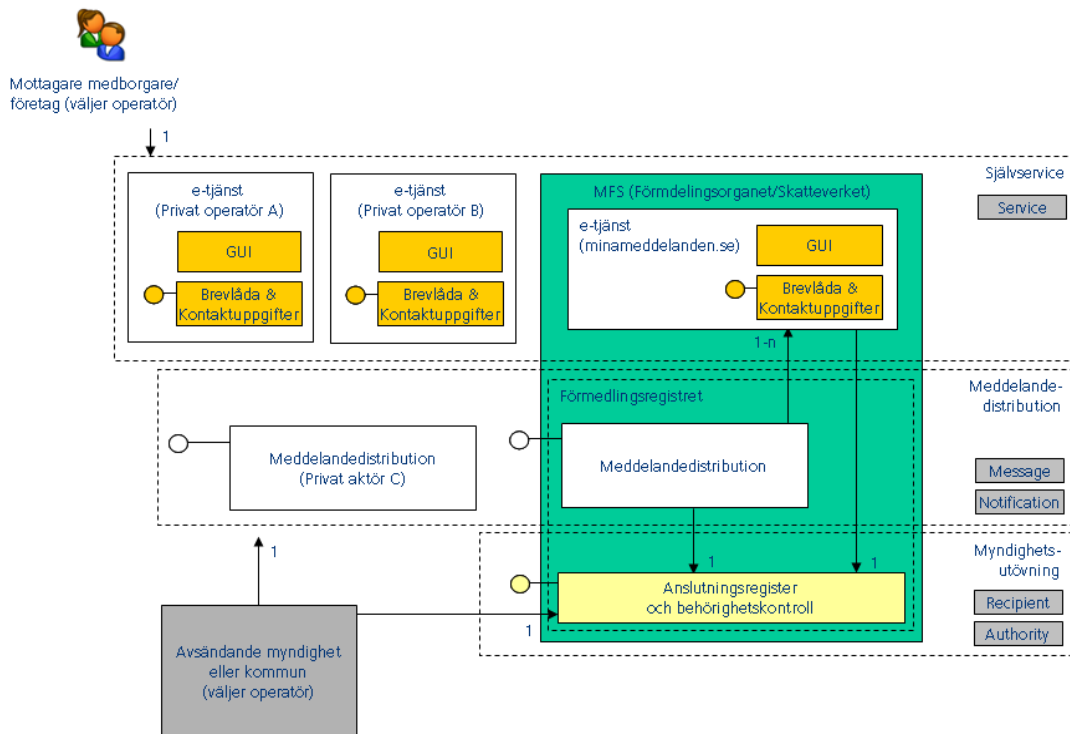 Mottagare medborgare/
företag (väljer operatör)
1
Självservice
Service
e-tjänst
(Privat operatör A)
GUI
Brevlåda &
Kontaktuppgifter
e-tjänst
(Privat operatör B)
GUI
Brevlåda &
Kontaktuppgifter
MFS (Förmdelingsorganet/Skatteverket)
e-tjänst
(minameddelanden.se)
GUI
Brevlåda &
Kontaktuppgifter
1-n
Meddelande-
distribution
Message
Notification
Förmedlingsregistret
Meddelandedistribution
(Privat aktör C)
Meddelandedistribution
1
1
1
Myndighets-
utövning
Recipient
Authority
Anslutningsregister
och behörighetskontroll
1
Avsändande myndighet
eller kommun
(väljer operatör)